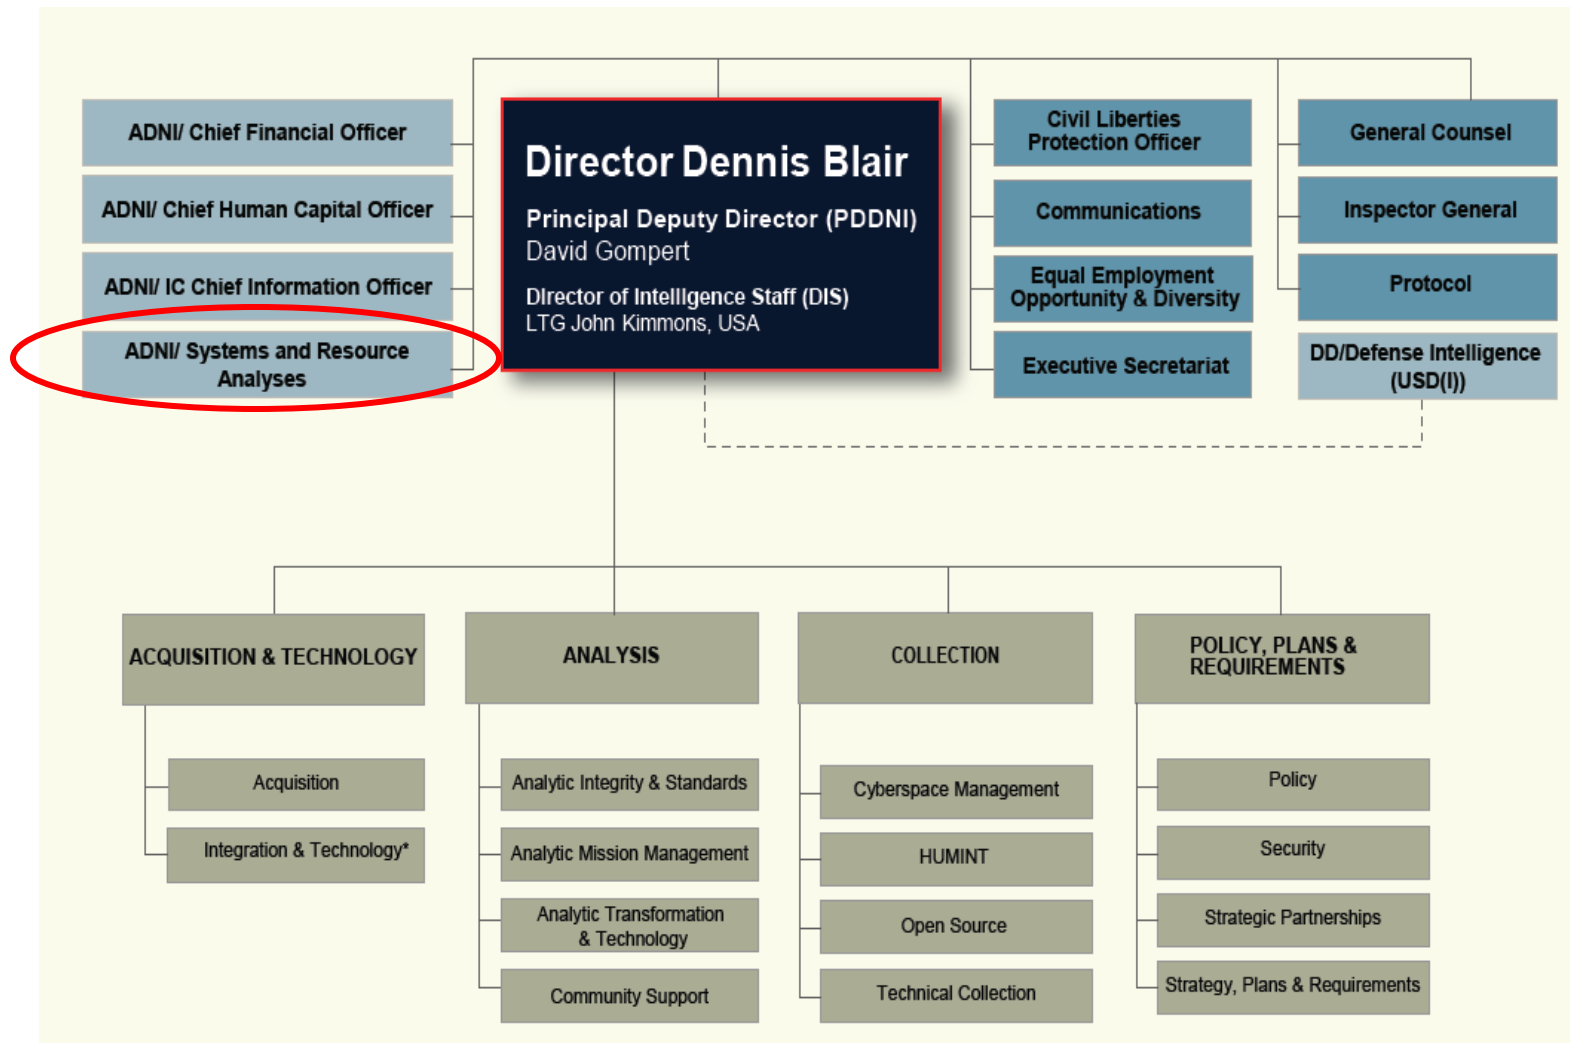 ADNI/ Chief Financial Officer
ADNI/ Chief Human Capital Officer
ADNI/ IC Chief Information Officer
ADNI/ Systems and Resource
Analyses
Director Dennis Blair
Principal Deputy Director (PDDNI)
David Gompert
Director of Intelligence Staff (DIS)
LTG John Kimmons, USA
Civil Liberties
Protection Officer
Communications
Equal Employment
Opportunity & Diversity
Executive Secretariat
General Counsel
Inspector General
Protocol
DD/Defense Intelligence
(USD(I))
ACQUISITION & TECHNOLOGY
Acquisition
Integration & Technology*
ANALYSIS
Analytic Integrity & Standards
Analytic Mission Management
Analytic Transformation
& Technology
Community Support
COLLECTION
Cyberspace Management
HUMINT
Open Source
Technical Collection
POLICY, PLANS &
REQUIREMENTS
Policy
Security
Strategic Partnerships
Strategy, Plans & Requirements